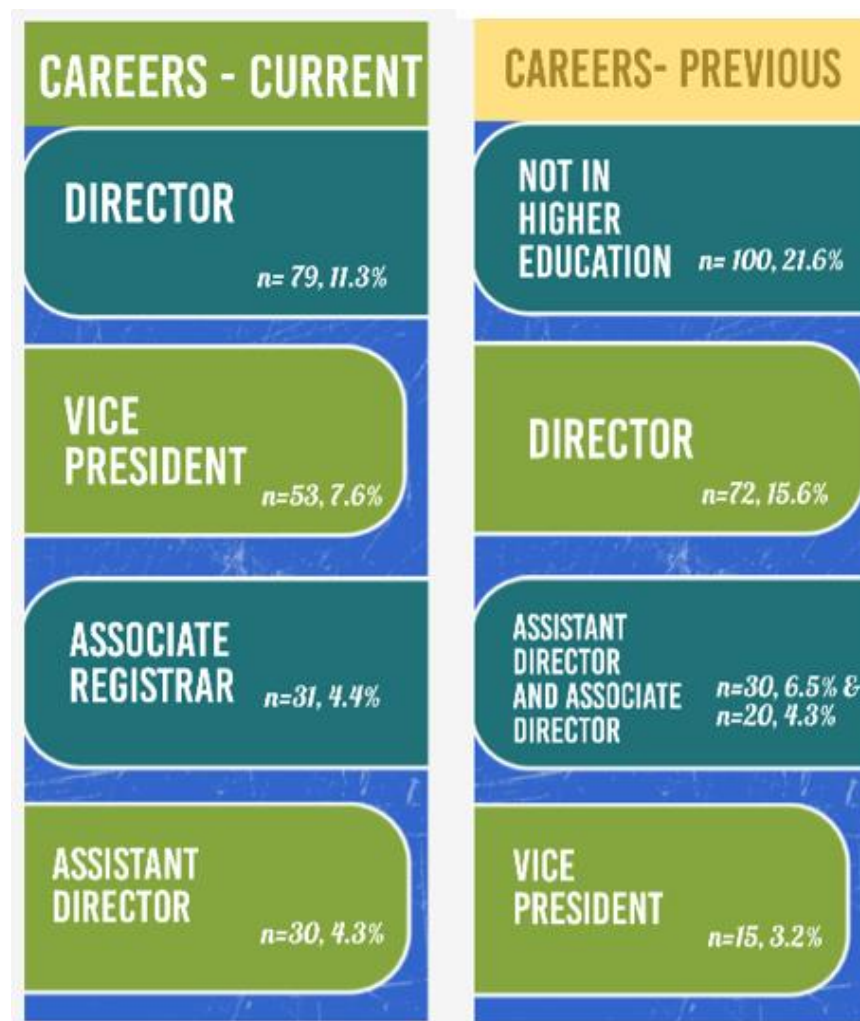 CAREERS - CURRENT
DIRECTOR
n= 79, 11.3%
VICE
PRESIDENT
n=53, 7.6%
ASSOCIATE
REGISTRAR
n=31, 4.4%
ASSISTANT
DIRECTOR
n=30, 4.3%
CAREERS- PREVIOUS
NOT IN
HIGHER
EDUCATION
n= 100, 21.6%
DIRECTOR
n=72, 15.6%
ASSISTANT
DIRECTOR
AND ASSOCIATE
DIRECTOR
n=30, 6.5% &
n=20, 4.3%
VICE
PRESIDENT
n=15, 3.2%